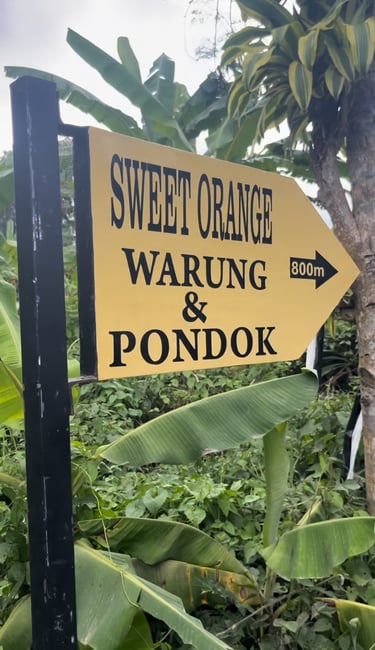 SWEET ORANGE
WARUNG
800m
&
PONDOK